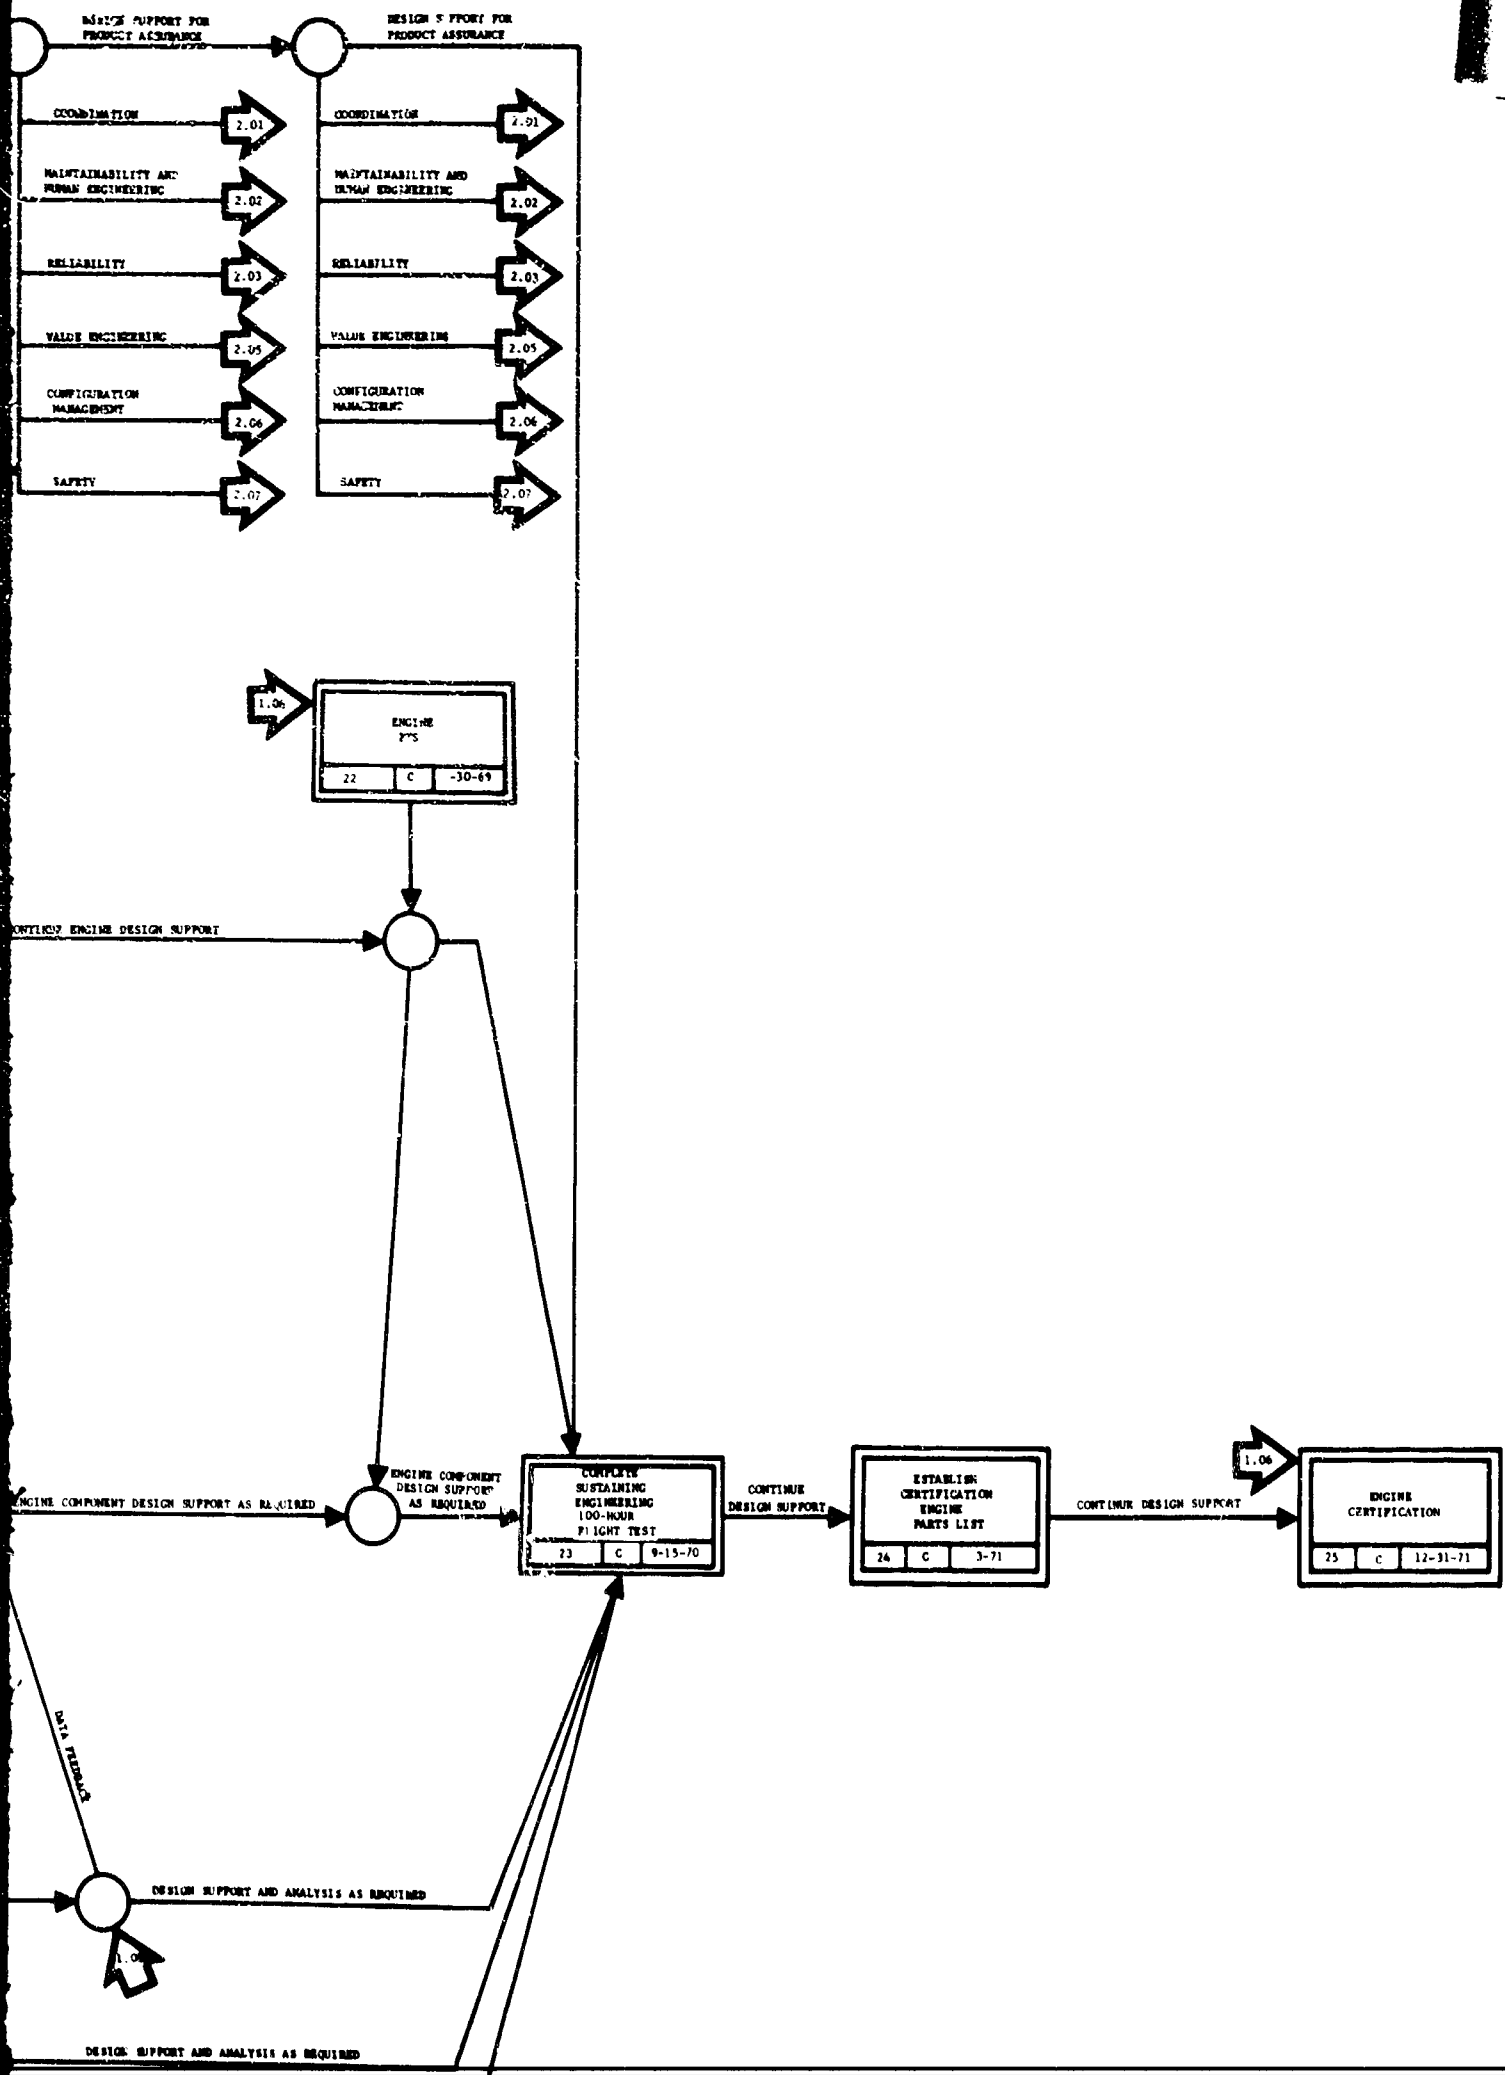 DESIGN SUPPORT FOR
PRODUCT ASSURANCE
DESIGN S PPORT FOR
PRODUCT ASSURANCE
COORDINATION
2.01
COORDINATION
2.01
MAINTAINABILITY AND
HUMAN ENGINEERING
2.02
MAINTAINABILITY AND
HUMAN ENGINEERING
2.02
RELIABILITY
2.03
RELIABILITY
2.03
VALUE ENGINEERING
2.05
VALUE ENGINEERING
2.05
CONFIGURATION
MANAGEMENT
2.06
CONFIGURATION
MANAGEMENT
2.06
SAFETY
2.07
SAFETY
2.07
1.06
ENGINE
22
C
-30-69
ONTINUE ENGINE DESIGN SUPPORT
ENGINE COMPONENT DESIGN SUPPORT AS REQUIRED
ENGINE COMPONENT
DESIGN SUPPORT
AS REQUIRED
COMPLETE
SUSTAINING
ENGINEERING
100-HOUR
FLIGHT TEST
23
C
9-15-70
CONTINUE
DESIGN SUPPORT
ESTABLISH
CERTIFICATION
ENGINE
PARTS LIST
24
C
3-71
CONTINUE DESIGN SUPPORT
1.06
ENGINE
CERTIFICATION
25
C
12-31-71
DATA FEEDBACK
DESIGN SUPPORT AND ANALYSIS AS REQUIRED
DESIGN SUPPORT AND ANALYSIS AS REQUIRED